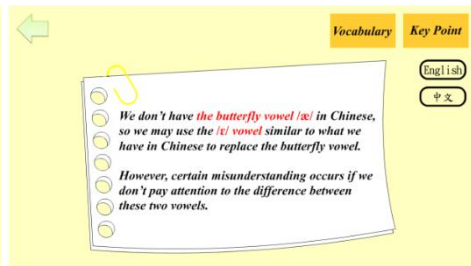 Vocabulary
Key Point
English
中文
We don't have the butterfly vowel /æ/ in Chinese,
so we may use the /ɛ/ vowel similar to what we
have in Chinese to replace the butterfly vowel.
However, certain misunderstanding occurs if we
don't pay attention to the difference between
these two vowels.